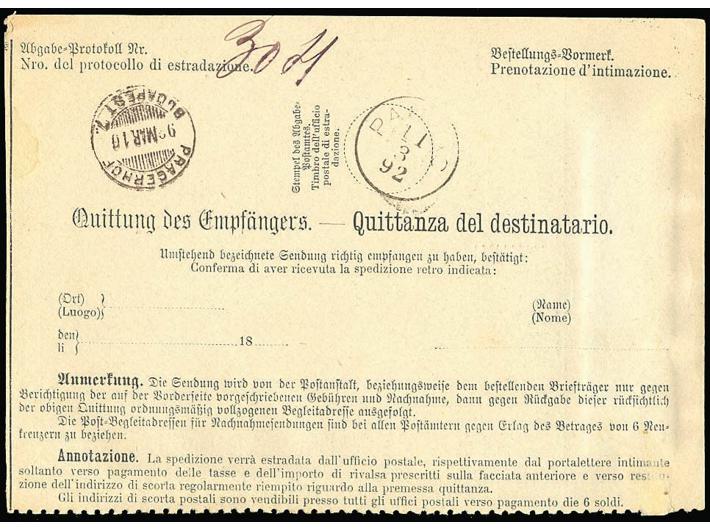 Abgabe-Protokoll Nr.
Nro. del protocollo di estradazione.
Bestellungs-Vormerk.
Prenotazione d'intimazione.
PRAGERHOF
92 MAR 10
BUDAPEST 7.
Stempel des Abgabe-
Postamtes.
Timbro dell'ufficio
postale di estra-
dazione.
11
3
92
Quittung des Empfängers. — Quittanza del destinatario.
Umstehend bezeichnete Sendung richtig empfangen zu haben, bestätigt:
Conferma di aver ricevuta la spedizione retro indicata:
(Ort)
(Luogo)
(Name)
(Nome)
den
li
18
Anmerkung. Die Sendung wird von der Postanstalt, beziehungsweise dem bestellenden Briefträger nur gegen
Berichtigung der auf der Vorderseite vorgeschriebenen Gebühren und Nachnahme, dann gegen Rückgabe dieser rücksichtlich
der obigen Quittung ordnungsmäßig vollzogenen Begleitadresse ausgefolgt.
Die Post-Begleitadressen für Nachnahmesendungen sind bei allen Postämtern gegen Erlag des Betrages von 6 Neu-
kreuzern zu beziehen.
Annotazione. La spedizione verrà estradata dall'ufficio postale, rispettivamente dal portalettere intimante
soltanto verso pagamento delle tasse e dell'importo di rivalsa prescritti sulla facciata anteriore e verso
zione dell'indirizzo di scorta regolarmente riempito riguardo alla premessa quittanza.
Gli indirizzi di scorta postali sono vendibili presso tutti gli uffici postali verso pagamento die 6 soldi.